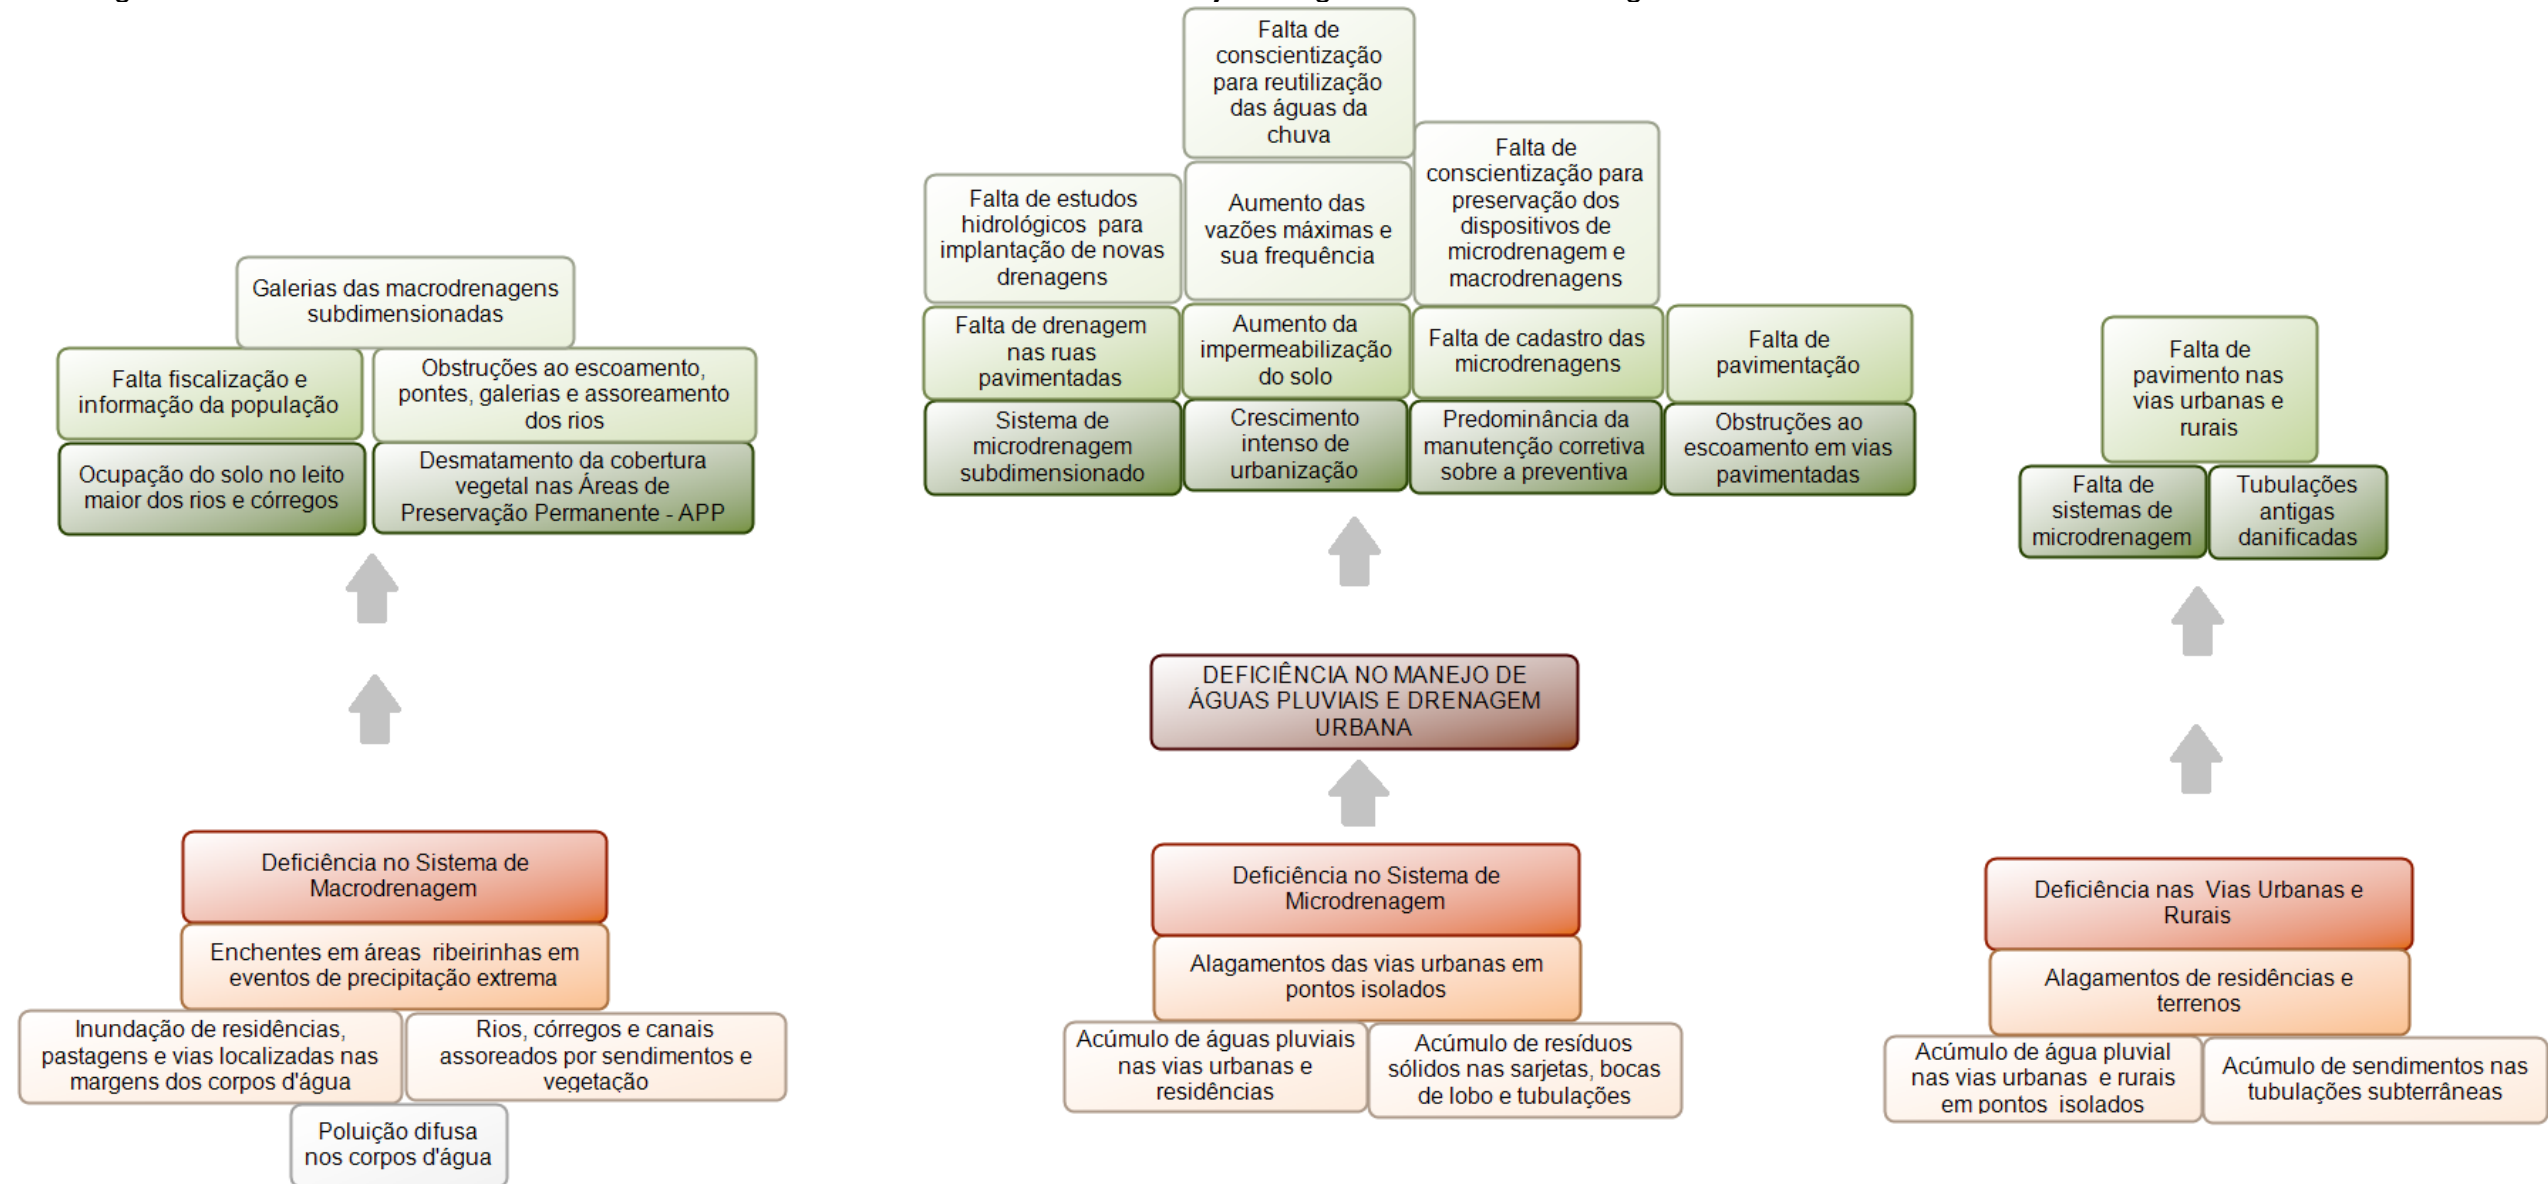 Falta de
conscientização
para reutilização
das águas da
chuva
Falta de estudos
hidrológicos para
implantação de novas
drenagens
Aumento das
vazões máximas e
sua frequência
Falta de
conscientização para
preservação dos
dispositivos de
microdrenagem e
macrodrenagens
Galerias das macrodrenagens
subdimensionadas
Falta fiscalização e
informação da população
Obstruções ao escoamento,
pontes, galerias e assoreamento
dos rios
Ocupação do solo no leito
maior dos rios e córregos
Desmatamento da cobertura
vegetal nas Áreas de
Preservação Permanente - APP
Falta de drenagem
nas ruas
pavimentadas
Aumento da
impermeabilização
do solo
Falta de cadastro das
microdrenagens
Falta de
pavimentação
Sistema de
microdrenagem
subdimensionado
Crescimento
intenso de
urbanização
Predominância da
manutenção corretiva
sobre a preventiva
Obstruções ao
escoamento em vias
pavimentadas
Falta de
pavimento nas
vias urbanas e
rurais
Falta de
sistemas de
microdrenagem
Tubulações
antigas
danificadas
DEFICIÊNCIA NO MANEJO DE
ÁGUAS PLUVIAIS E DRENAGEM
URBANA
Deficiência no Sistema de
Macrodrenagem
Enchentes em áreas ribeirinhas em
eventos de precipitação extrema
Inundação de residências,
pastagens e vias localizadas nas
margens dos corpos d'água
Rios, córregos e canais
assoreados por sendimentos e
vegetação
Poluição difusa
nos corpos d'água
Deficiência no Sistema de
Microdrenagem
Alagamentos das vias urbanas em
pontos isolados
Acúmulo de águas pluviais
nas vias urbanas e
residências
Acúmulo de resíduos
sólidos nas sarjetas, bocas
de lobo e tubulações
Deficiência nas Vias Urbanas e
Rurais
Alagamentos de residências e
terrenos
Acúmulo de água pluvial
nas vias urbanas e rurais
em pontos isolados
Acúmulo de sendimentos nas
tubulações subterrâneas